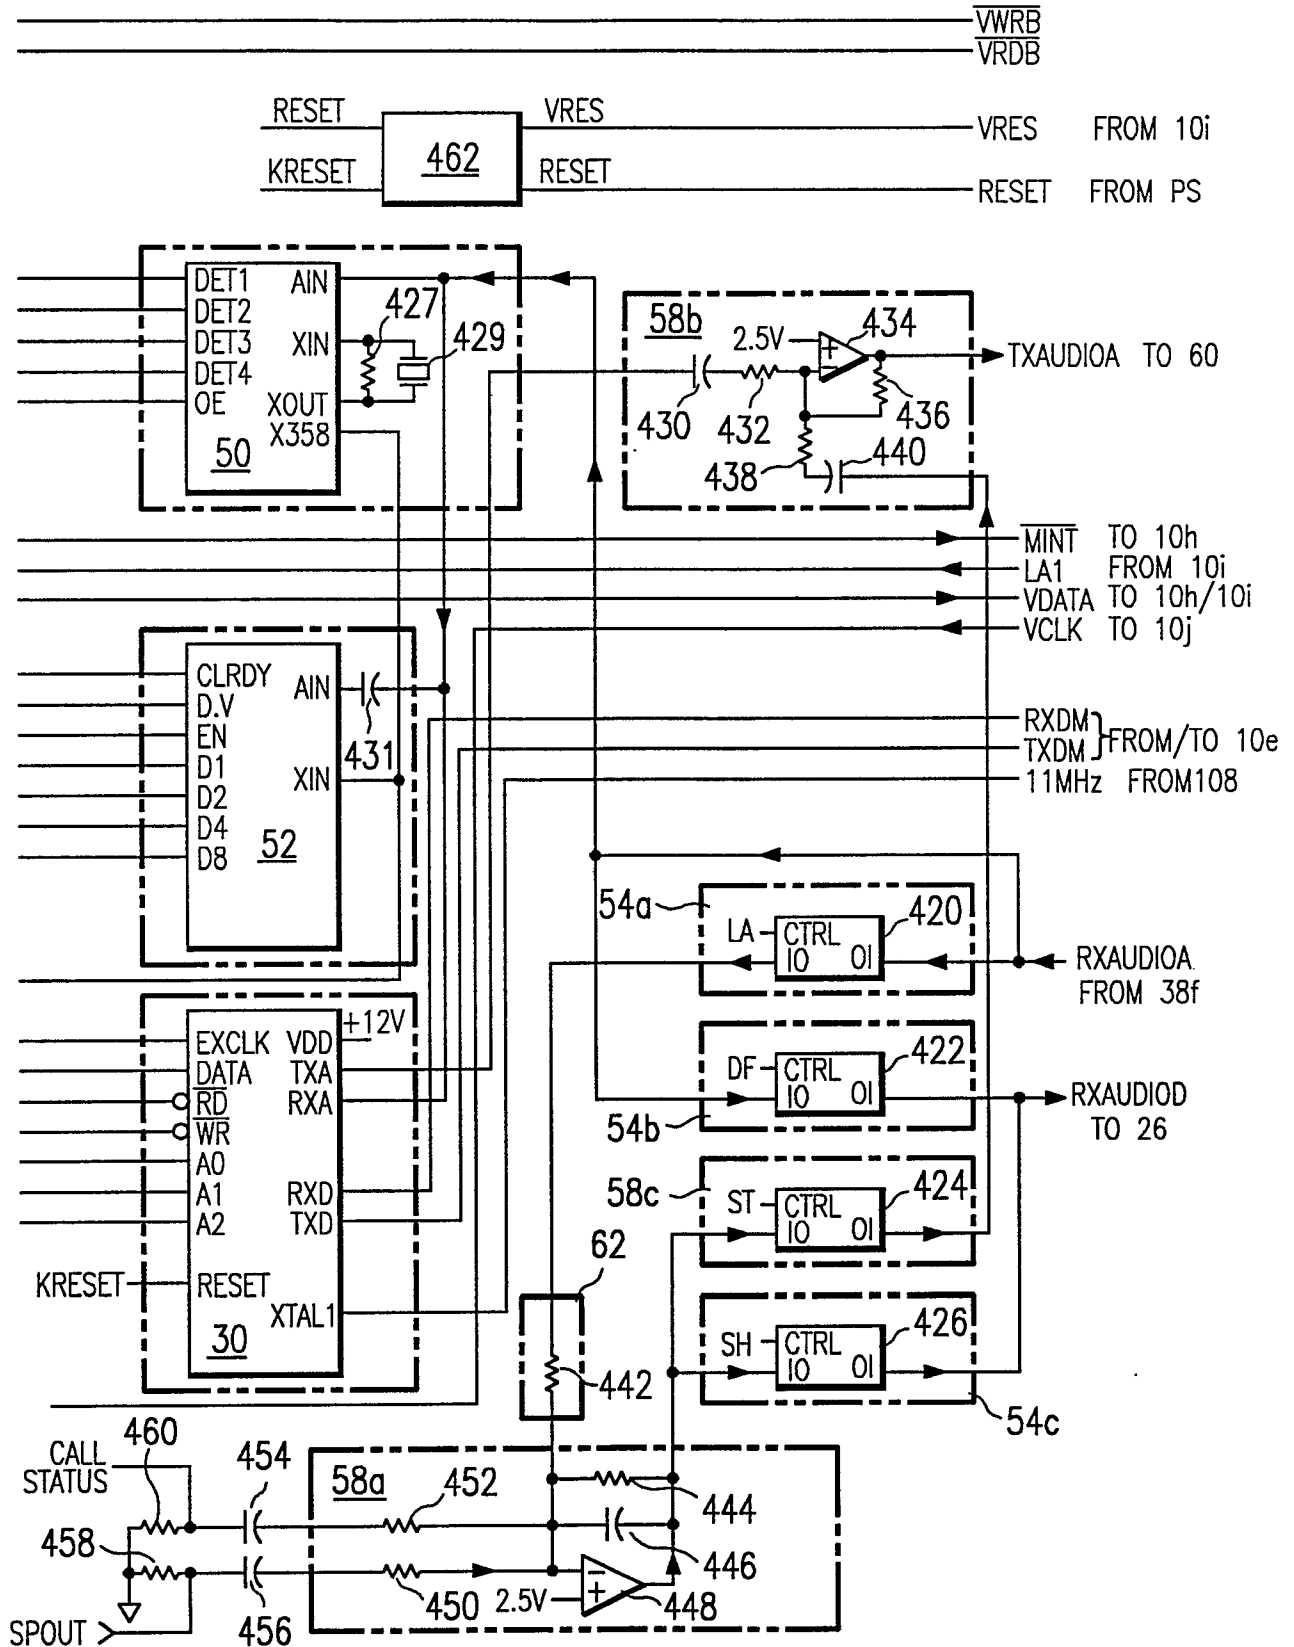 VWRB
VRDB
RESET VRES
VRES FROM 10i
462
KRESET RESET
RESET FROM PS
DET1 AIN
DET2
DET3 XIN
DET4
OE XOUT
X358
50
427
429
58b
2.5V
+
−
434
TXAUDIOA TO 60
430
432
436
438
440
MINT TO 10h
LA1 FROM 10i
VDATA TO 10h/10i
VCLK TO 10j
CLRDY AIN
D.V
EN
D1 XIN
D2
D4
D8
52
431
RXDM
TXDM
FROM/TO 10e
11MHz FROM108
54a
LA CTRL
IO OI
420
RXAUDIOA
FROM 38f
+12V
EXCLK VDD
DATA TXA
RD RXA
WR
A0
A1 RXD
A2 TXD
KRESET RESET
XTAL1
30
DF CTRL
IO OI
422
54b
RXAUDIOD
TO 26
58c
ST CTRL
IO OI
424
62
442
SH CTRL
IO OI
426
54c
460
CALL
STATUS
454
58a
452
444
458
446
−
+
2.5V
448
450
456
SPOUT